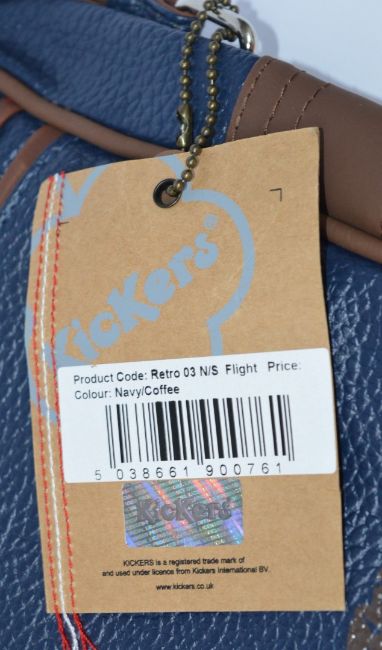 Kickers®
Product Code: Retro 03 N/S Flight Price:
Colour: Navy/Coffee
5 038661 900761
Kickers
KICKERS is a registered trade mark of
and used under licence from Kickers International BV.
www.kickers.co.uk